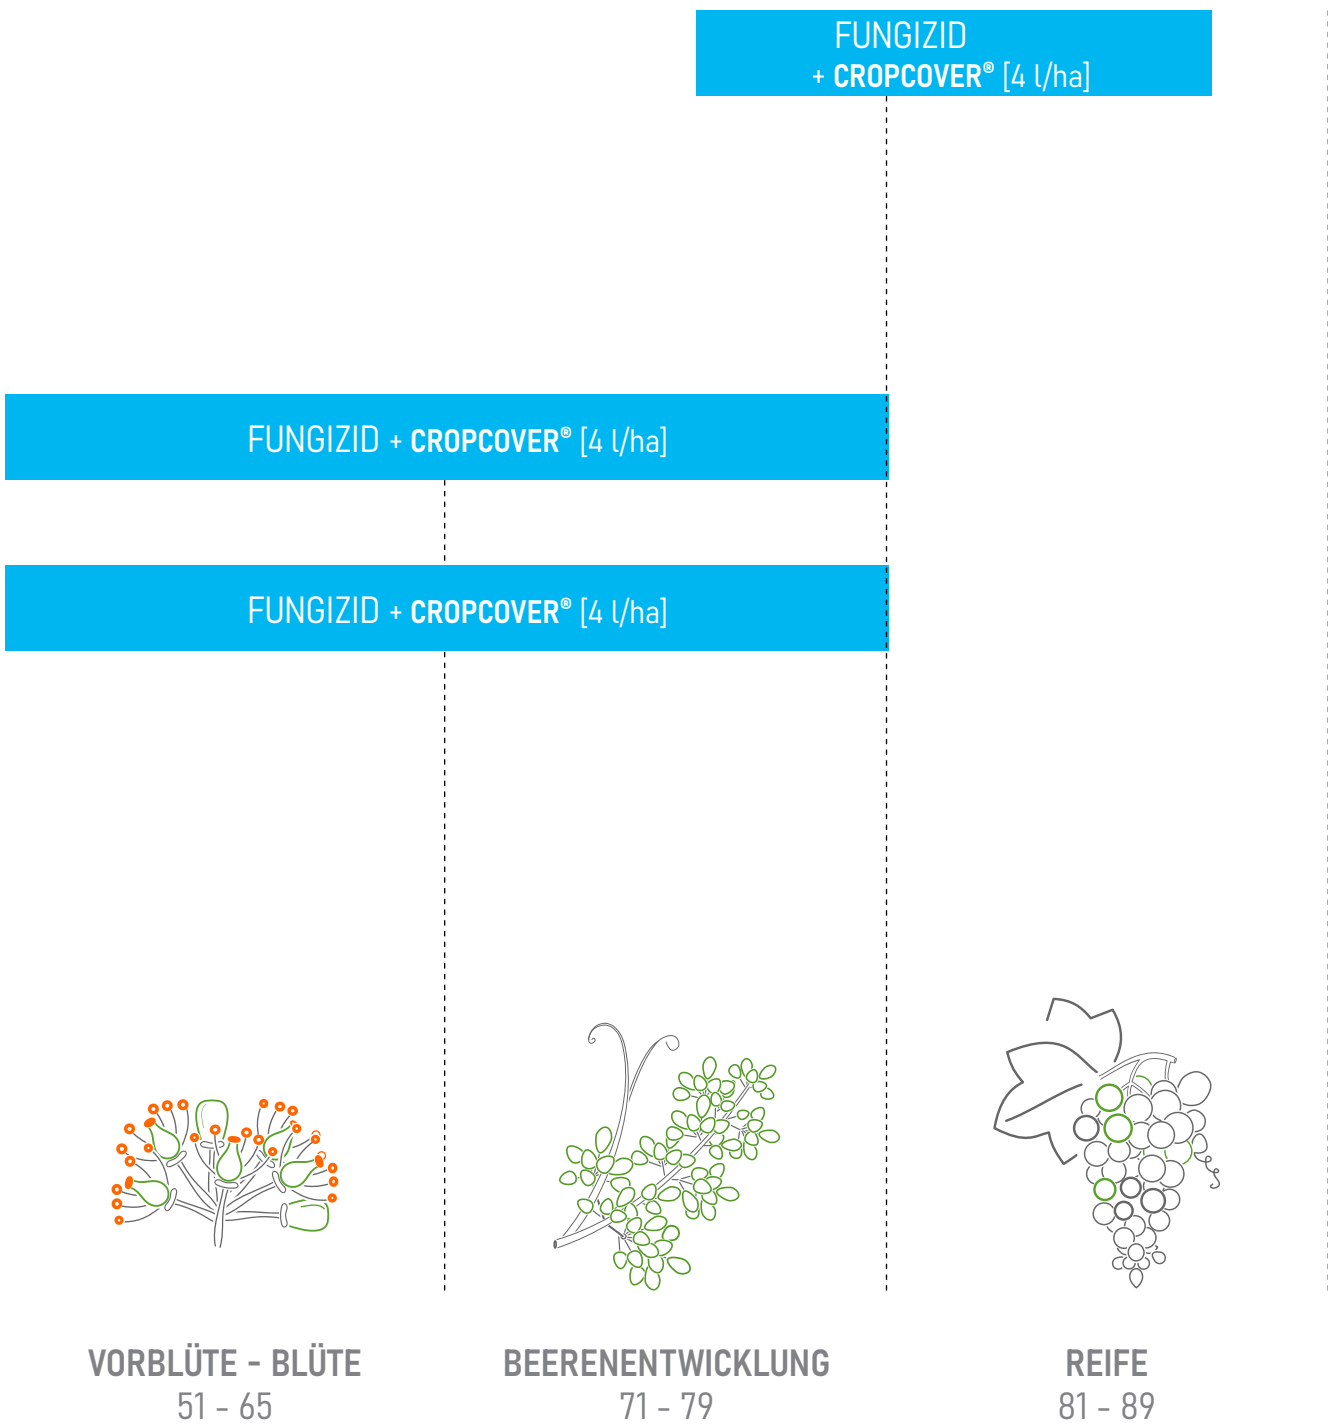 FUNGIZID
+ CROPCOVER® [4 l/ha]
FUNGIZID + CROPCOVER® [4 l/ha]
FUNGIZID + CROPCOVER® [4 l/ha]
VORBLÜTE - BLÜTE
51 - 65
BEERENENTWICKLUNG
71 - 79
REIFE
81 - 89